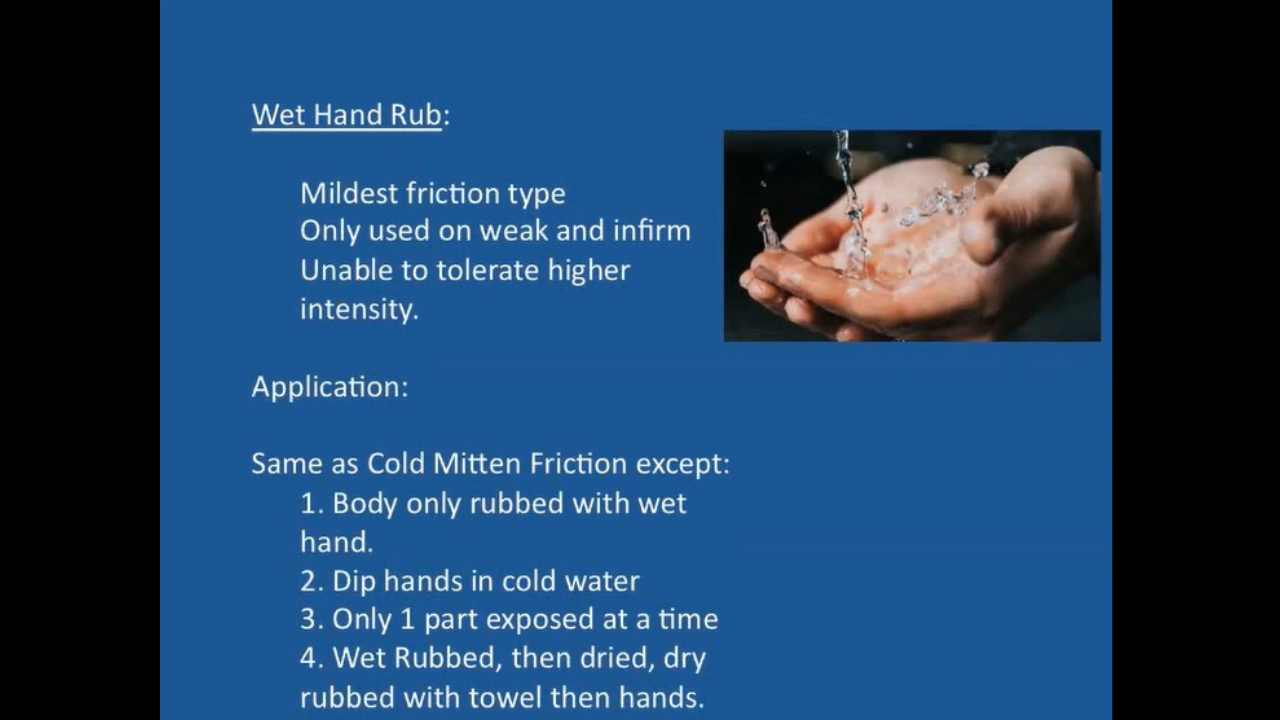 Wet Hand Rub:
Mildest friction type
Only used on weak and infirm
Unable to tolerate higher
intensity.
Application:
Same as Cold Mitten Friction except:
1. Body only rubbed with wet
hand.
2. Dip hands in cold water
3. Only 1 part exposed at a time
4. Wet Rubbed, then dried, dry
rubbed with towel then hands.